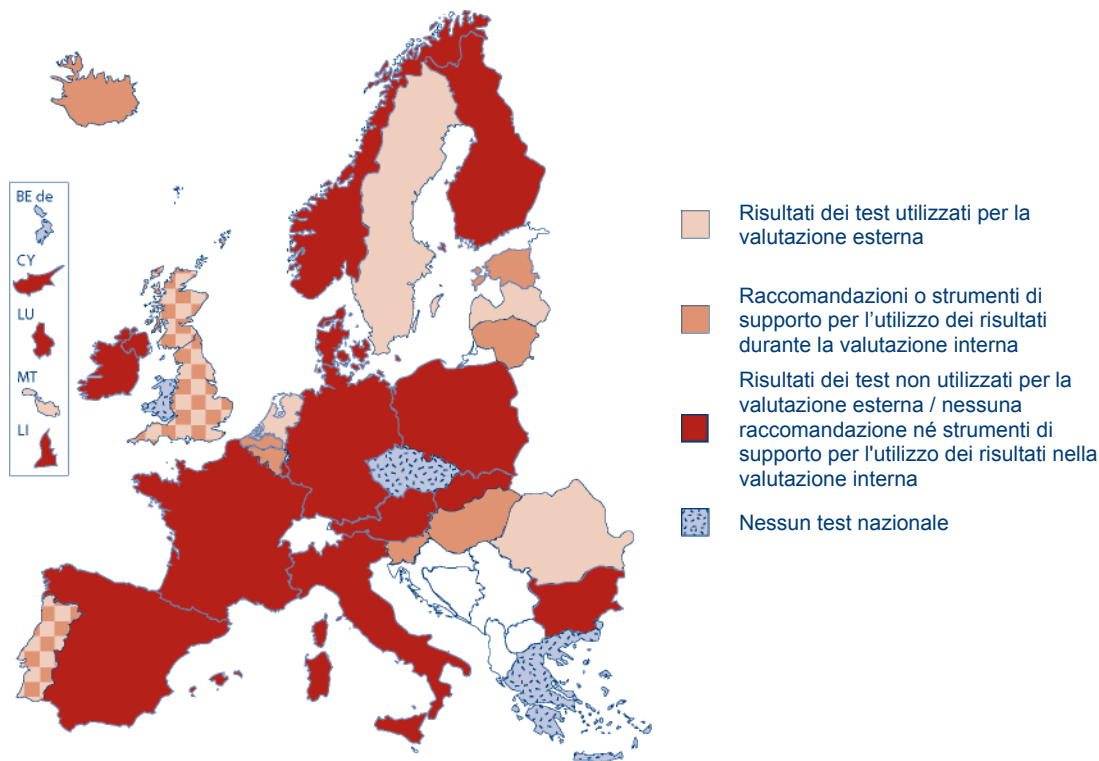 BE de
CY
LU
MT
LI
Risultati dei test utilizzati per la
valutazione esterna
Raccomandazioni o strumenti di
supporto per l’utilizzo dei risultati
durante la valutazione interna
Risultati dei test non utilizzati per la
valutazione esterna / nessuna
raccomandazione né strumenti di
supporto per l'utilizzo dei risultati nella
valutazione interna
Nessun test nazionale